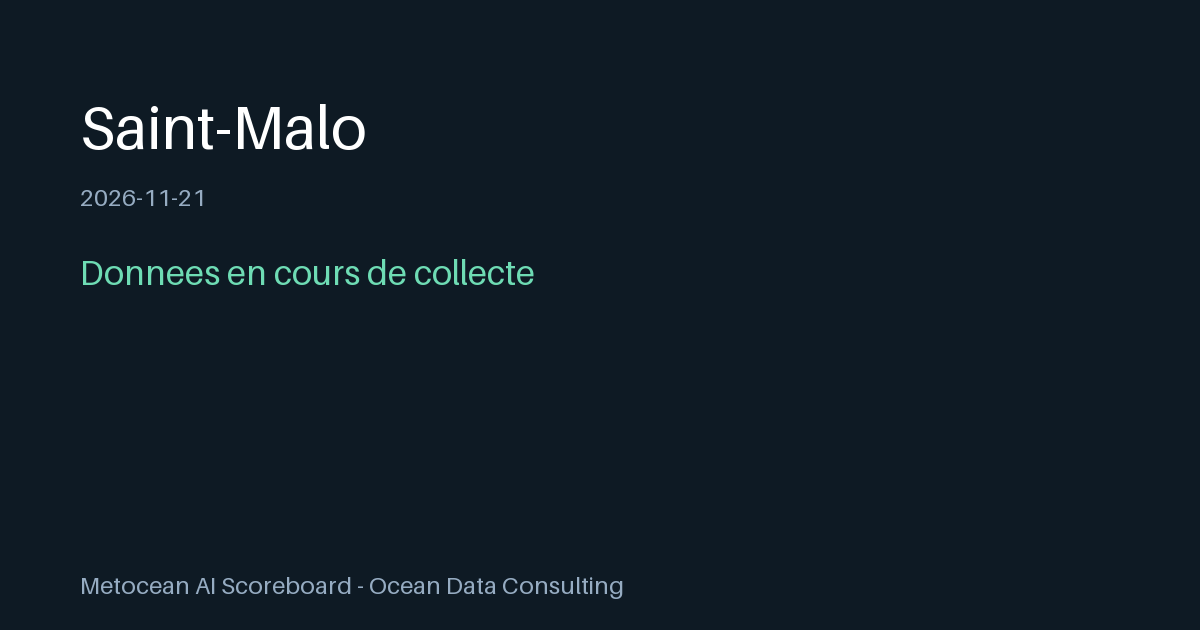 Saint-Malo
2026-11-21
Donnees en cours de collecte
Metocean AI Scoreboard - Ocean Data Consulting